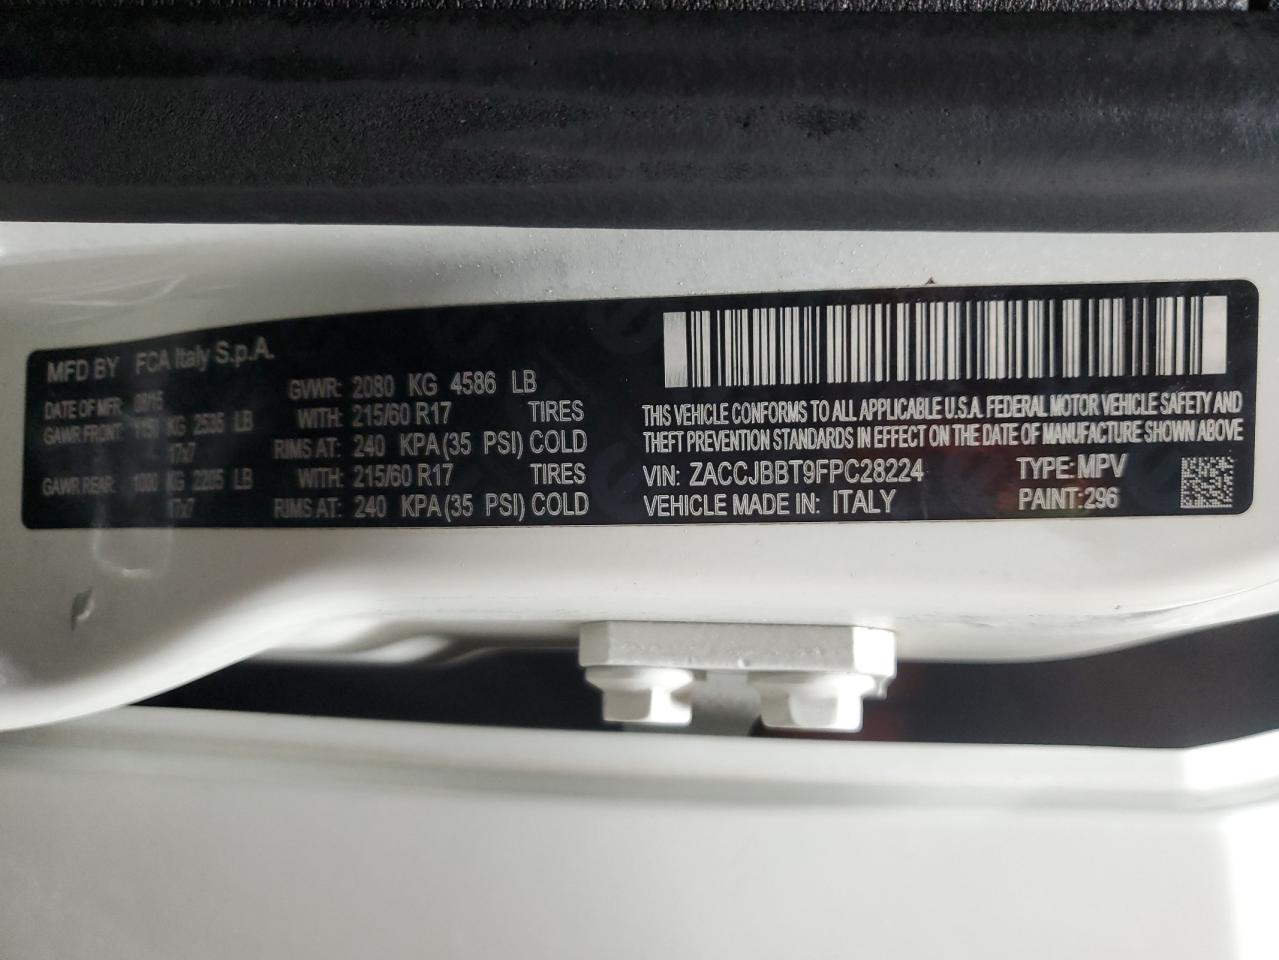 MFD BY FCA Italy S.p.A.
DATE OF MFR: 0815 GVWR: 2080 KG 4586 LB
GAWR FRONT: 1150 KG 2535 LB WITH: 215/60 R17 TIRES
17x7 RIMS AT: 240 KPA(35 PSI) COLD
GAWR REAR: 1000 KG 2205 LB WITH: 215/60 R17 TIRES
17x7 RIMS AT: 240 KPA(35 PSI) COLD
THIS VEHICLE CONFORMS TO ALL APPLICABLE U.S.A. FEDERAL MOTOR VEHICLE SAFETY AND
THEFT PREVENTION STANDARDS IN EFFECT ON THE DATE OF MANUFACTURE SHOWN ABOVE
VIN: ZACCJBBT9FPC28224 TYPE:MPV
VEHICLE MADE IN: ITALY PAINT:296